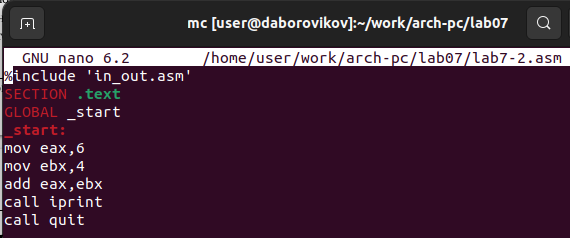 mc [user@daborovikov]:~/work/arch-pc/lab07
GNU nano 6.2 /home/user/work/arch-pc/lab07/lab7-2.asm
%include 'in_out.asm'
SECTION .text
GLOBAL _start
_start:
mov eax,6
mov ebx,4
add eax,ebx
call iprint
call quit